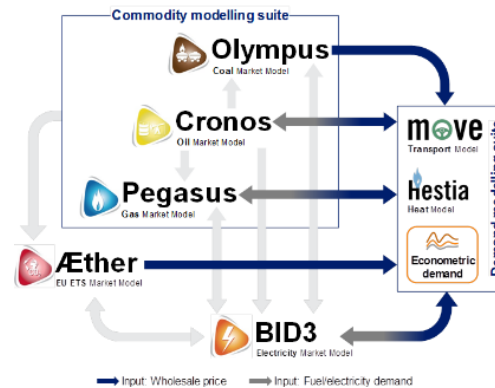 Commodity modelling suite
Olympus
Coal Market Model
Cronos
Oil Market Model
Pegasus
Gas Market Model
Æther
EU ETS Market Model
BID3
Electricity Market Model
move
Transport Model
hestia
Heat Model
Econometric
demand
Demand modelling suite
Input: Wholesale price
Input: Fuel/electricity demand